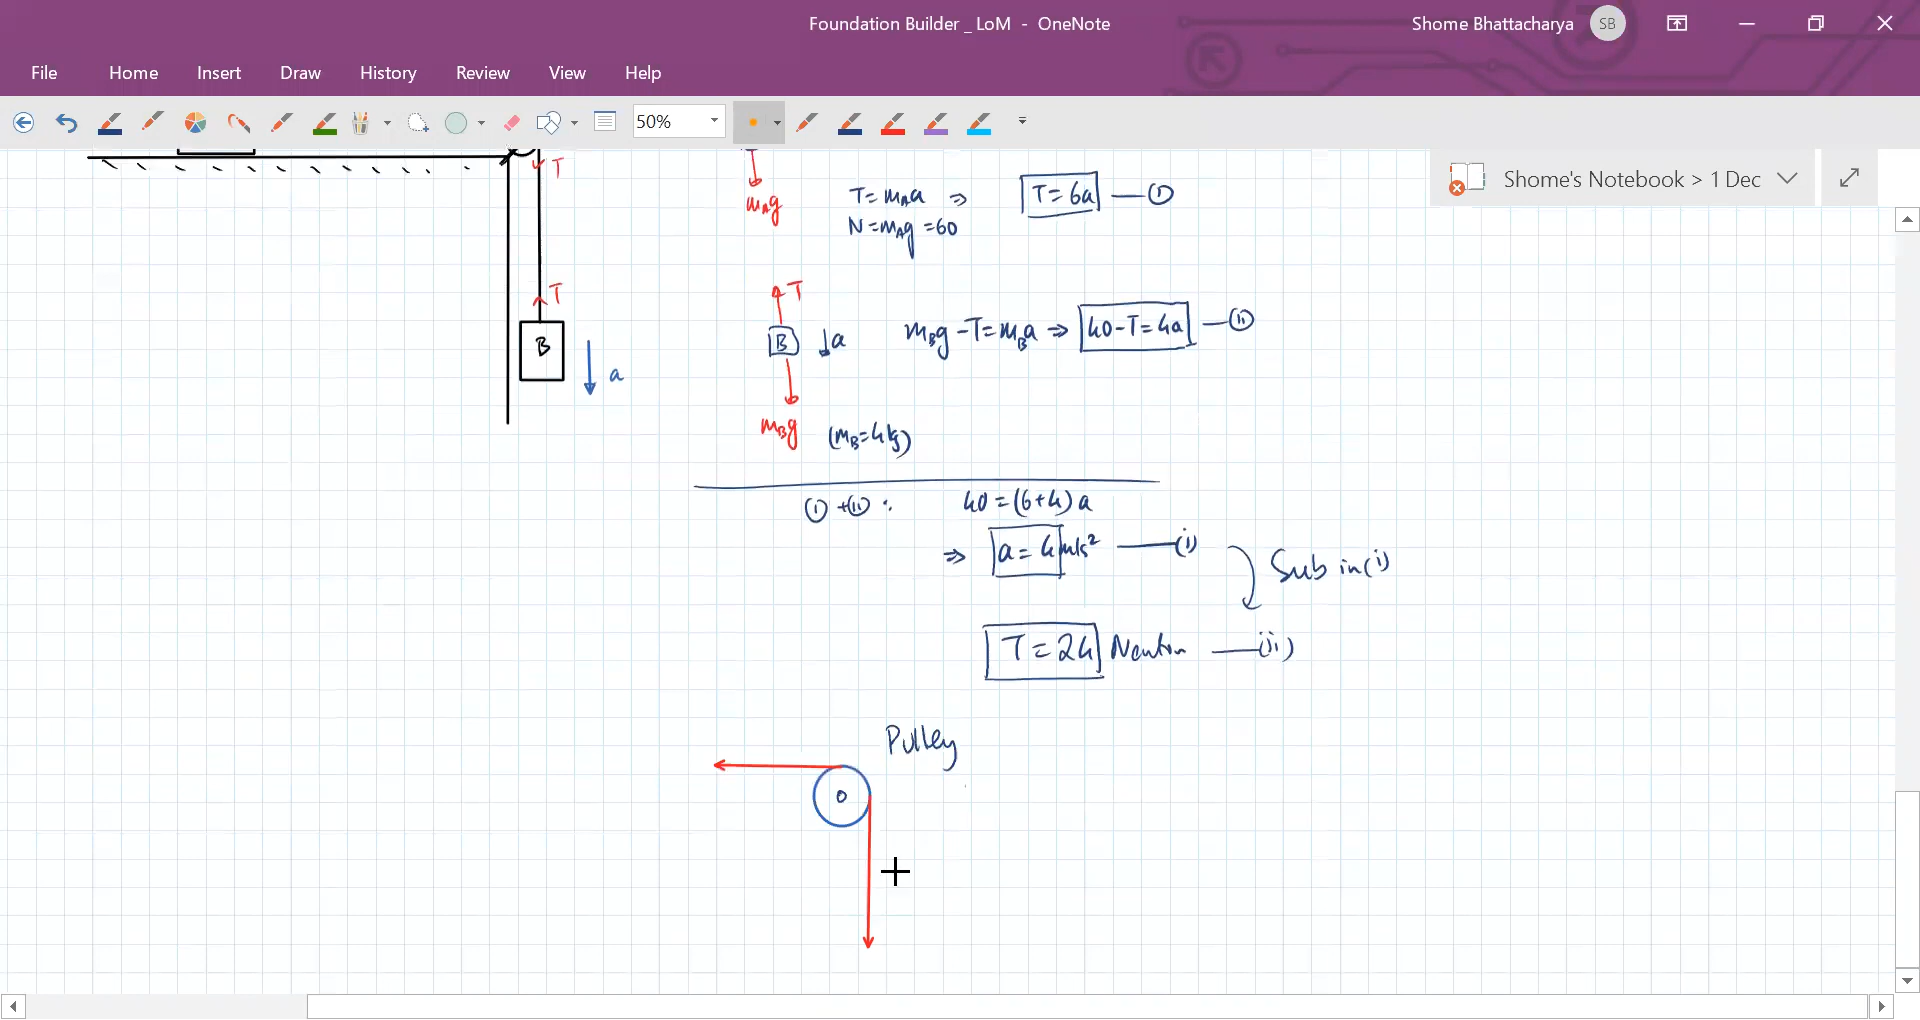 Foundation Builder _ LoM - OneNote
Shome Bhattacharya SB
File Home Insert Draw History Review View Help
50%
Shome's Notebook > 1 Dec
T
mAg
T = mAa ⇒ T = 6a — (i)
N = mAg = 60
T
B
a
T
B
↓a
mBg - T = mBa ⇒ 40 - T = 4a — (ii)
mBg (mB = 4kg)
(i) + (ii) : 40 = (6+4) a
⇒ a = 4 m/s² — (i)
Sub in (i)
T = 24 Newton — (ii)
Pulley